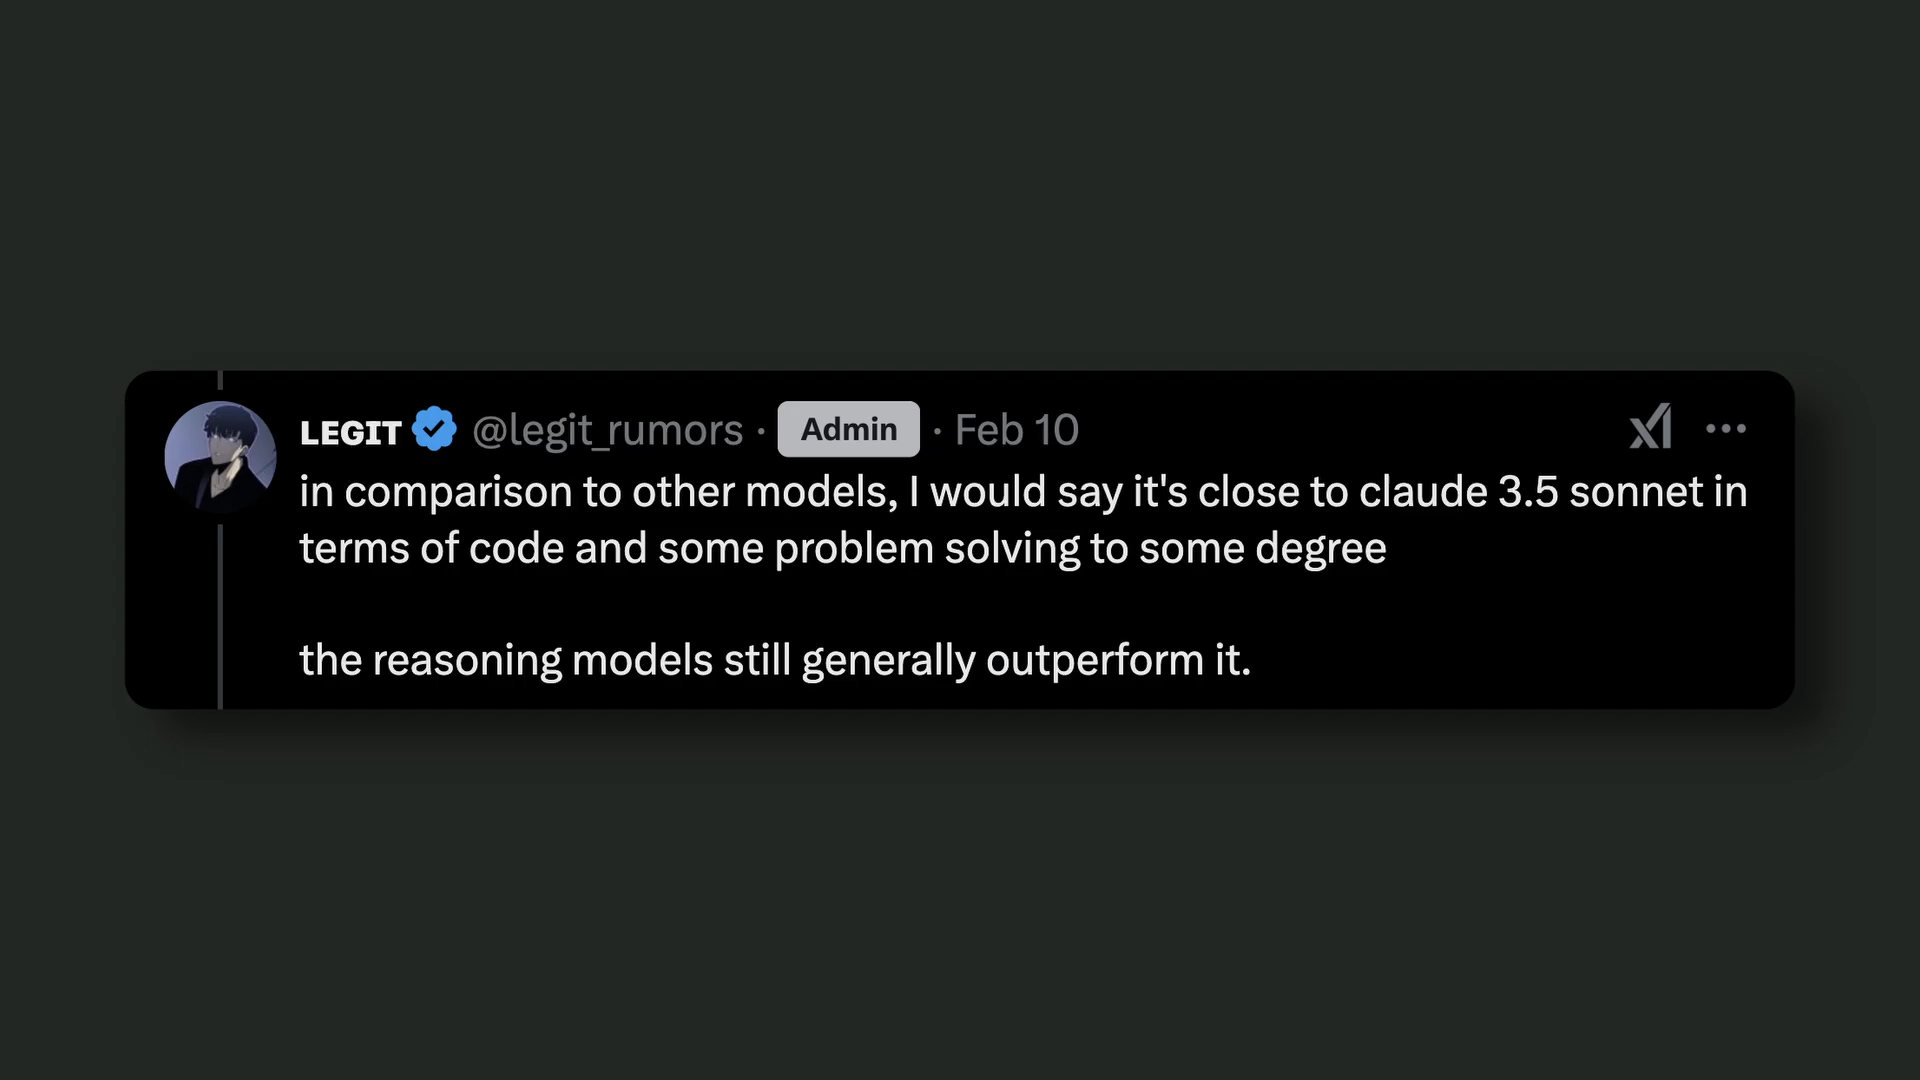 LEGIT @legit_rumors · Admin · Feb 10
in comparison to other models, I would say it's close to claude 3.5 sonnet in
terms of code and some problem solving to some degree
the reasoning models still generally outperform it.